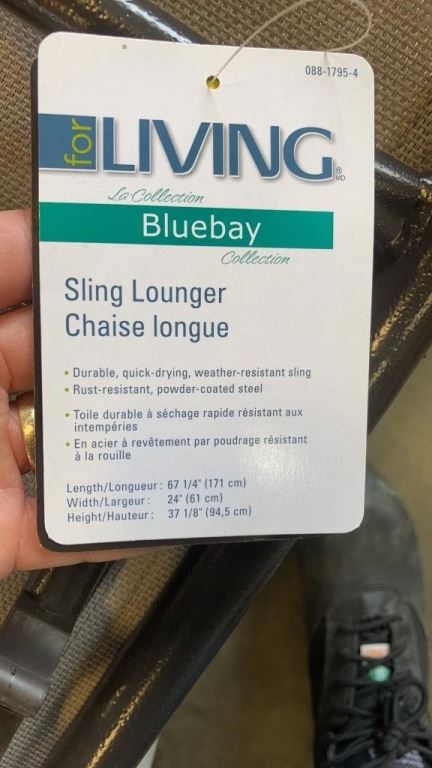 088-1795-4
for LIVING ® MD
La Collection
Bluebay
Collection
Sling Lounger
Chaise longue
• Durable, quick-drying, weather-resistant sling
• Rust-resistant, powder-coated steel
• Toile durable à séchage rapide résistant aux
intempéries
• En acier à revêtement par poudrage résistant
à la rouille
Length/Longueur : 67 1/4" (171 cm)
Width/Largeur : 24" (61 cm)
Height/Hauteur : 37 1/8" (94,5 cm)